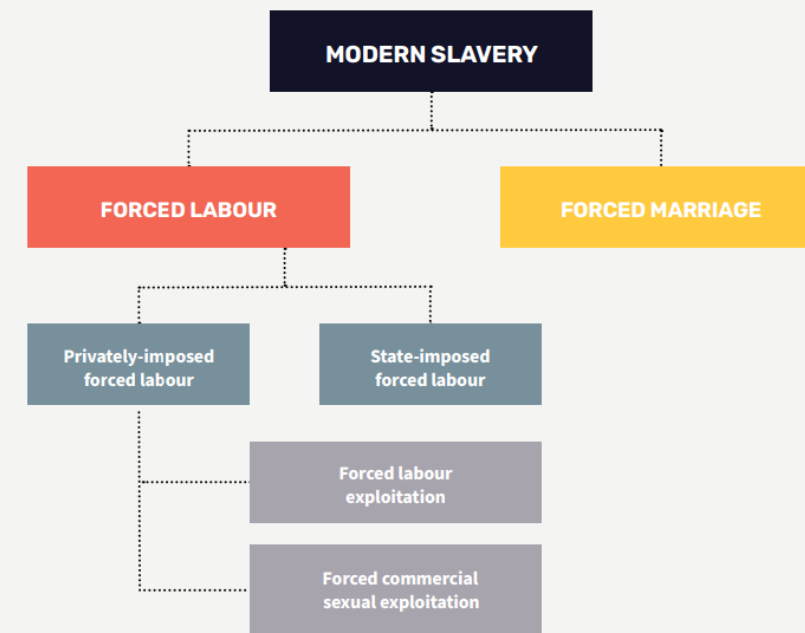 MODERN SLAVERY
FORCED LABOUR
FORCED MARRIAGE
Privately-imposed
forced labour
State-imposed
forced labour
Forced labour
exploitation
Forced commercial
sexual exploitation